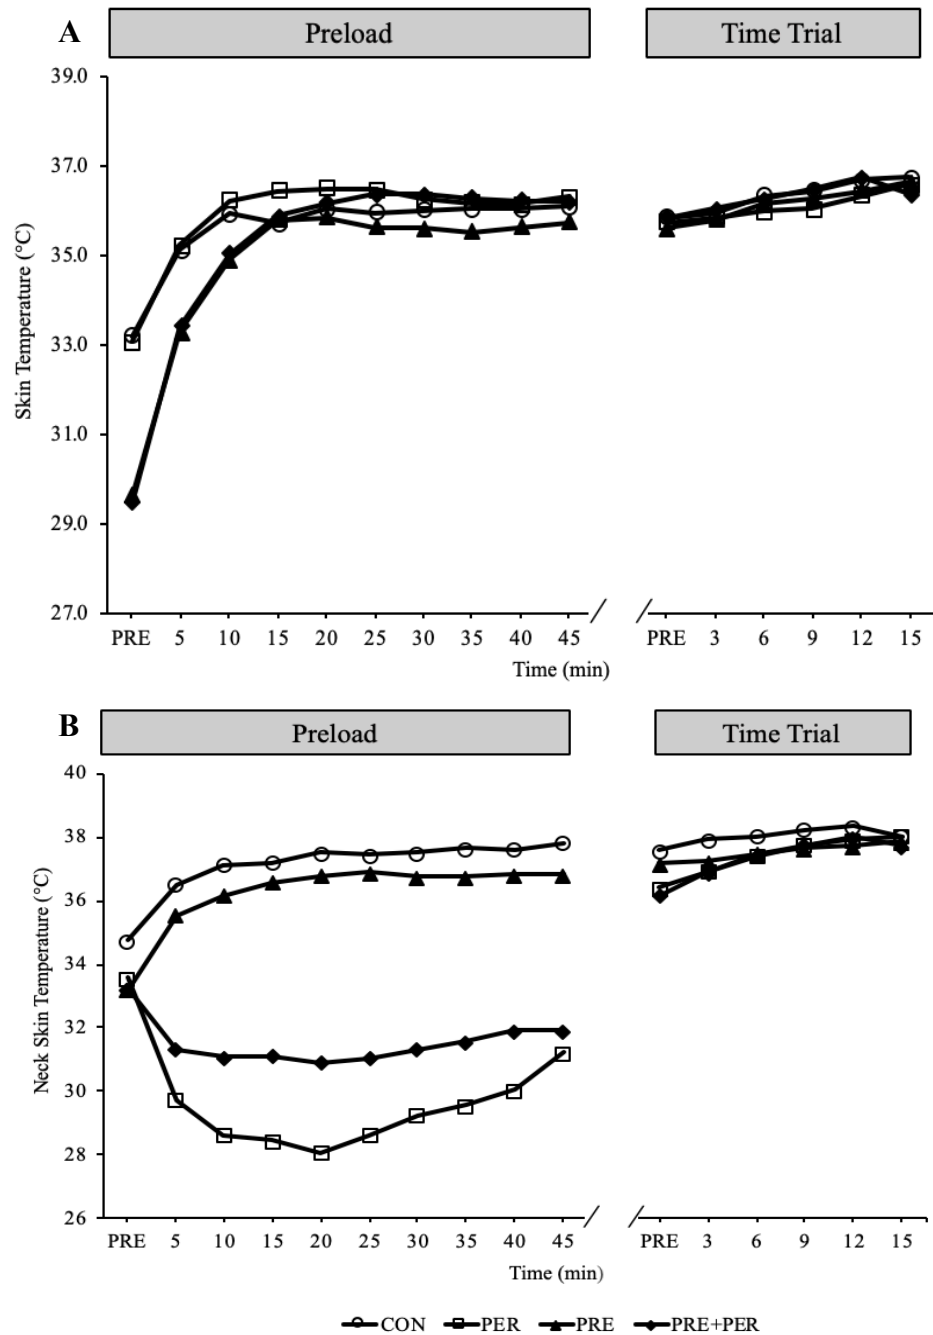 A
Preload
Time Trial
39.0
37.0
35.0
33.0
31.0
29.0
27.0
Skin Temperature (°C)
PRE 5 10 15 20 25 30 35 40 45 PRE 3 6 9 12 15
Time (min)
B
Preload
Time Trial
40
38
36
34
32
30
28
26
Neck Skin Temperature (°C)
PRE 5 10 15 20 25 30 35 40 45 PRE 3 6 9 12 15
Time (min)
CON PER PRE PRE+PER